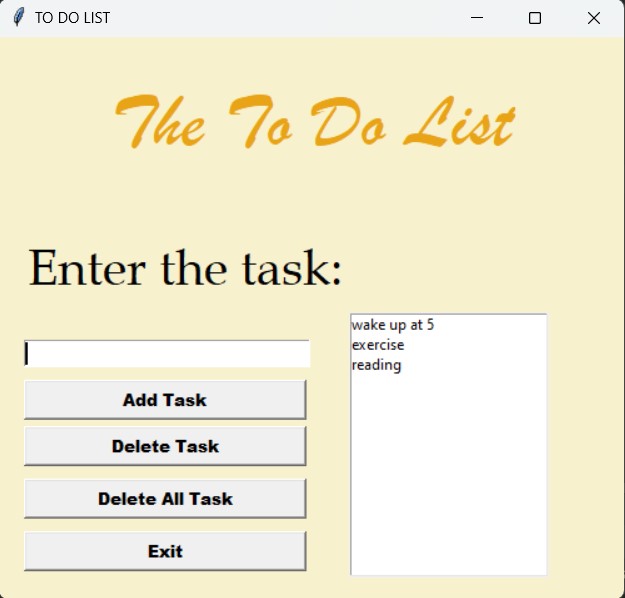 TO DO LIST
The To Do List
Enter the task:
wake up at 5
exercise
reading
Add Task
Delete Task
Delete All Task
Exit